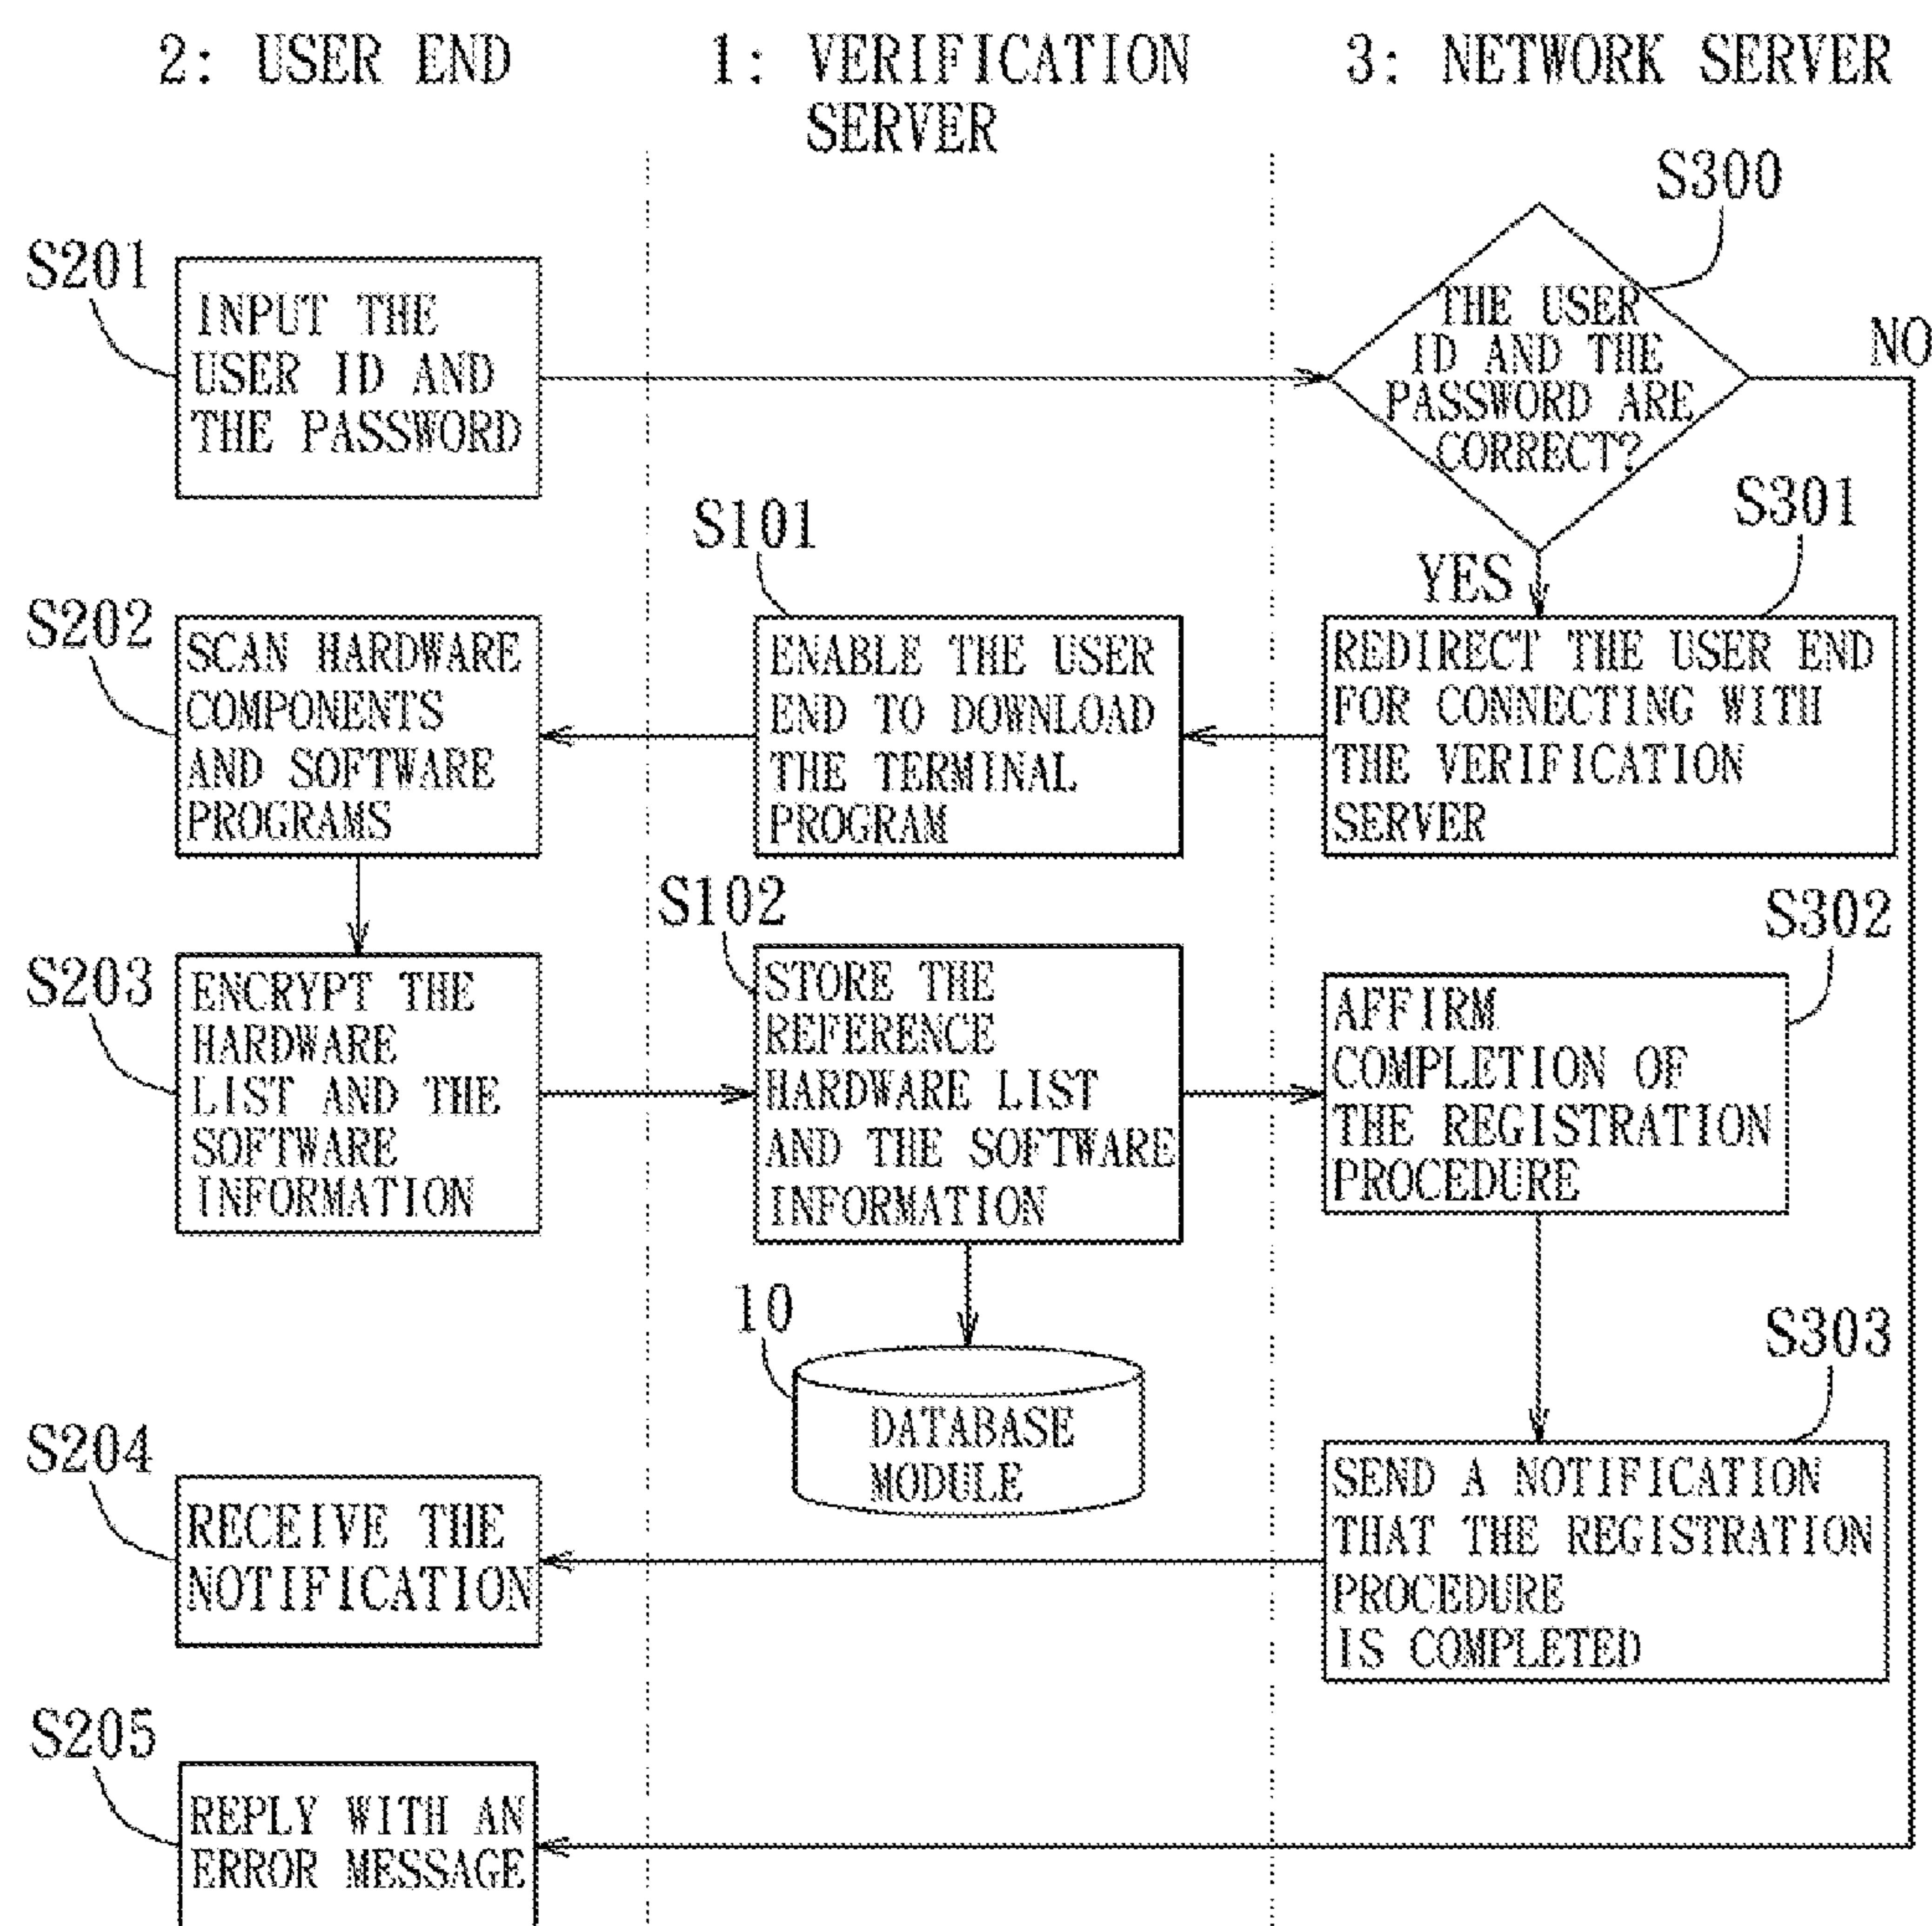 2: USER END
1: VERIFICATION
SERVER
3: NETWORK SERVER
S201
INPUT THE
USER ID AND
THE PASSWORD
S300
THE USER
ID AND THE
PASSWORD ARE
CORRECT?
NO
YES
S301
REDIRECT THE USER END
FOR CONNECTING WITH
THE VERIFICATION
SERVER
S101
ENABLE THE USER
END TO DOWNLOAD
THE TERMINAL
PROGRAM
S202
SCAN HARDWARE
COMPONENTS
AND SOFTWARE
PROGRAMS
S203
ENCRYPT THE
HARDWARE
LIST AND THE
SOFTWARE
INFORMATION
S102
STORE THE
REFERENCE
HARDWARE LIST
AND THE SOFTWARE
INFORMATION
S302
AFFIRM
COMPLETION OF
THE REGISTRATION
PROCEDURE
10
DATABASE
MODULE
S303
SEND A NOTIFICATION
THAT THE REGISTRATION
PROCEDURE
IS COMPLETED
S204
RECEIVE THE
NOTIFICATION
S205
REPLY WITH AN
ERROR MESSAGE